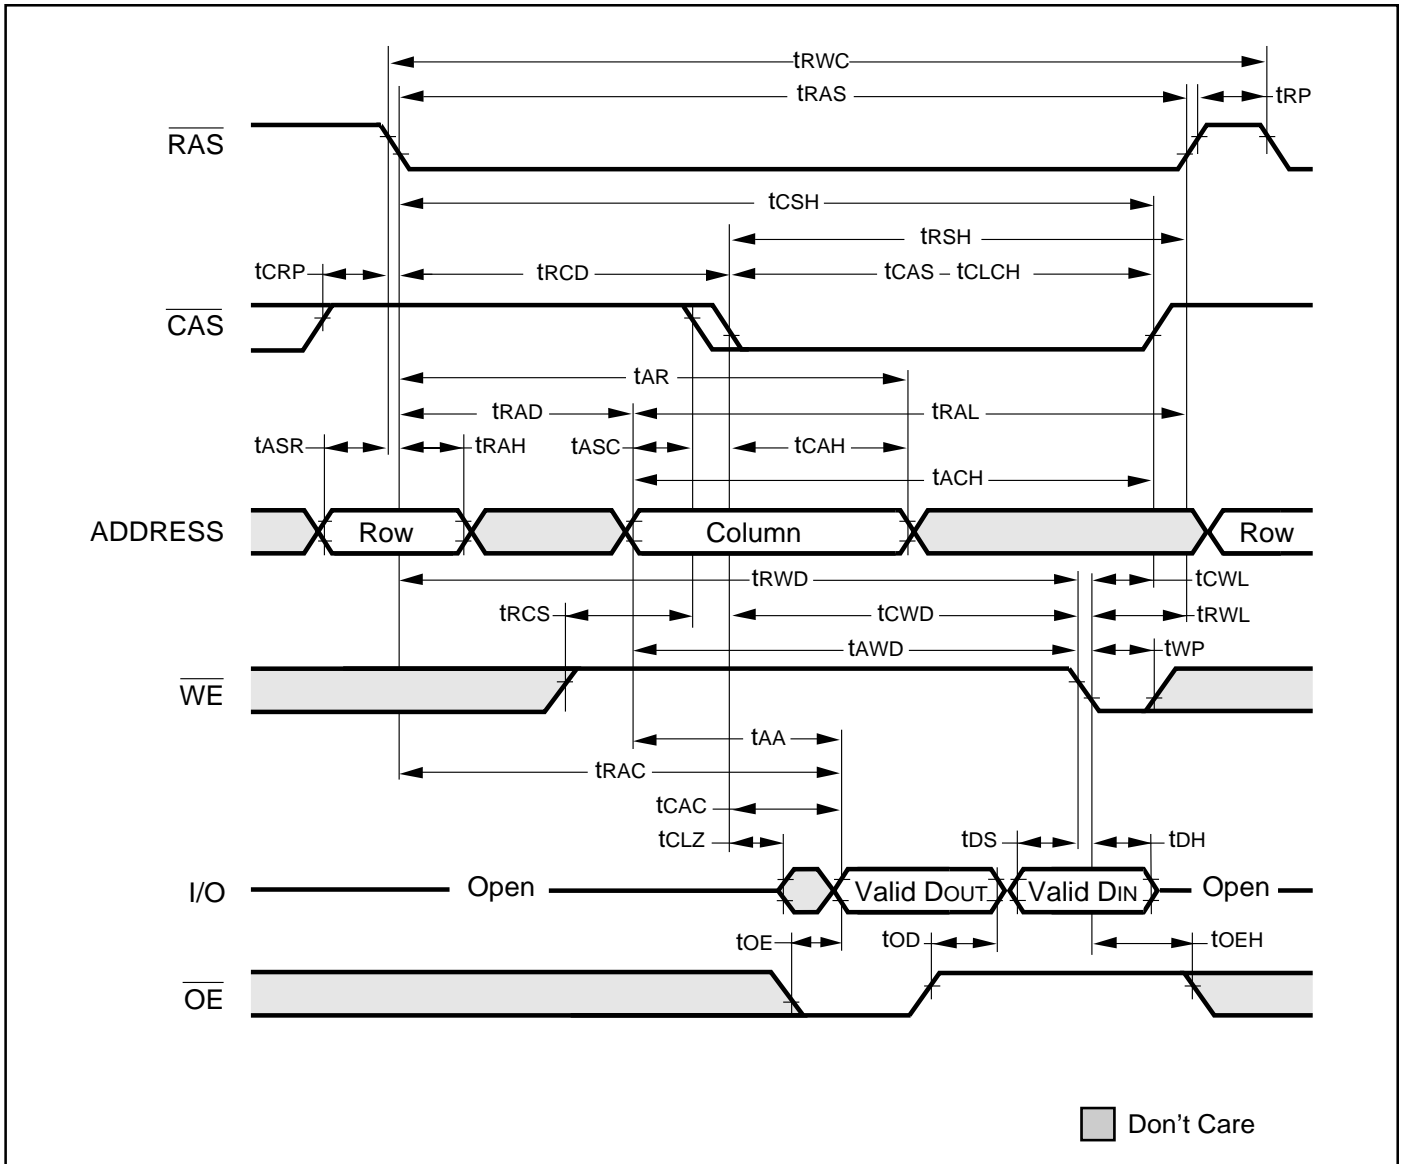 tRWC
tRAS
tRP
RAS
tCSH
tRSH
tCRP
tRCD
tCAS – tCLCH
CAS
tAR
tRAD
tRAL
tASR
tRAH
tASC
tCAH
tACH
ADDRESS
Row
Column
Row
tRWD
tCWL
tRCS
tCWD
tRWL
tAWD
tWP
WE
tAA
tRAC
tCAC
tCLZ
tDS
tDH
I/O
Open
Valid DOUT
Valid DIN
Open
tOE
tOD
tOEH
OE
Don't Care